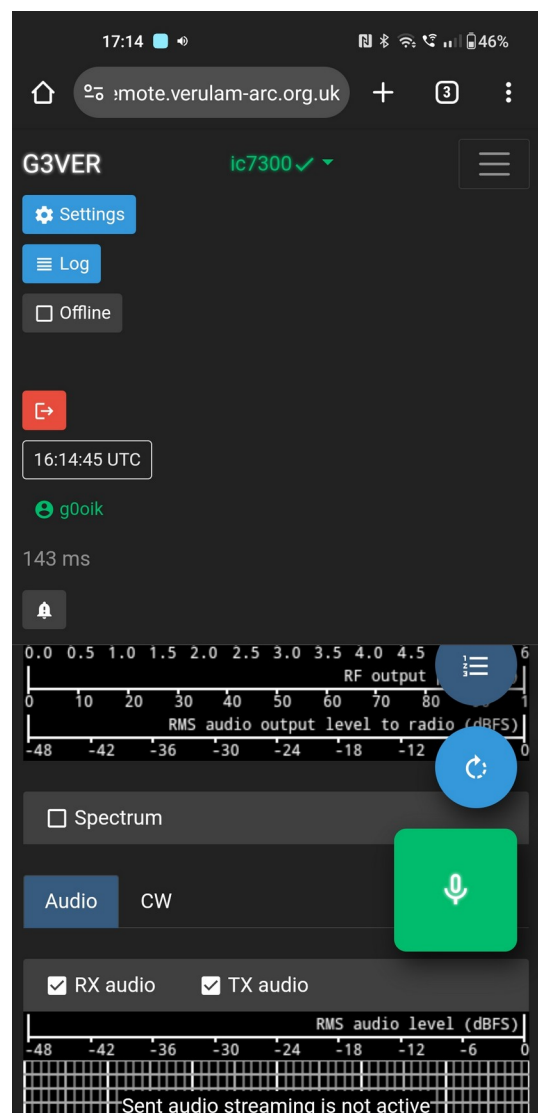 17:14 46%
emote.verulam-arc.org.uk 3
G3VER ic7300
Settings
Log
Offline
16:14:45 UTC
g0oik
143 ms
0.0 0.5 1.0 1.5 2.0 2.5 3.0 3.5 4.0 4.5 6
RF output
0 10 20 30 40 50 60 70 80 1
RMS audio output level to radio (dBFS)
-48 -42 -36 -30 -24 -18 -12 0
Spectrum
Audio CW
RX audio TX audio
RMS audio level (dBFS)
-48 -42 -36 -30 -24 -18 -12 -6 0
Sent audio streaming is not active